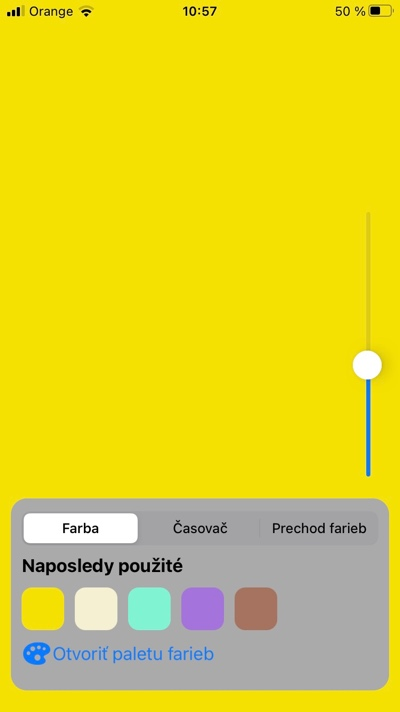 Orange 10:57 50 %
Farba Časovač Prechod farieb
Naposledy použité
Otvoriť paletu farieb